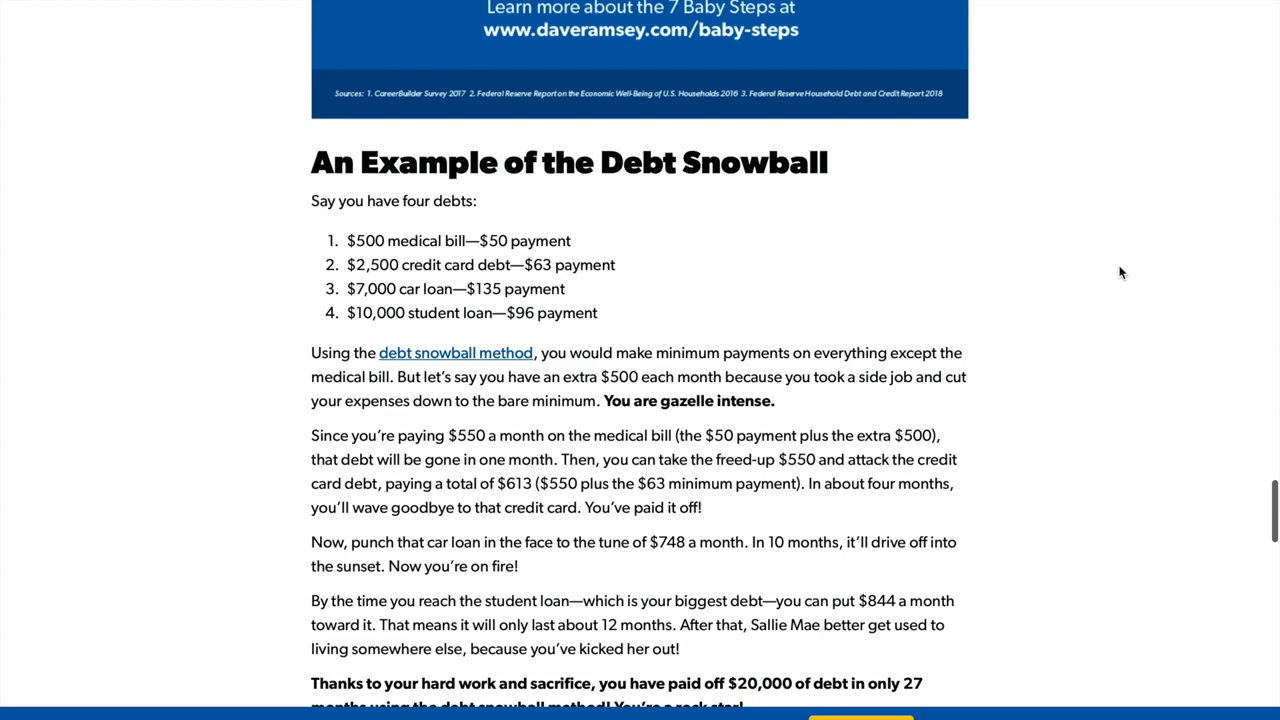 Learn more about the 7 Baby Steps at
www.daveramsey.com/baby-steps
Sources: 1. CareerBuilder Survey 2017 2. Federal Reserve Report on the Economic Well-Being of U.S. Households 2016 3. Federal Reserve Household Debt and Credit Report 2018
An Example of the Debt Snowball
Say you have four debts:
1. $500 medical bill—$50 payment
2. $2,500 credit card debt—$63 payment
3. $7,000 car loan—$135 payment
4. $10,000 student loan—$96 payment
Using the debt snowball method, you would make minimum payments on everything except the
medical bill. But let’s say you have an extra $500 each month because you took a side job and cut
your expenses down to the bare minimum. You are gazelle intense.
Since you’re paying $550 a month on the medical bill (the $50 payment plus the extra $500),
that debt will be gone in one month. Then, you can take the freed-up $550 and attack the credit
card debt, paying a total of $613 ($550 plus the $63 minimum payment). In about four months,
you’ll wave goodbye to that credit card. You’ve paid it off!
Now, punch that car loan in the face to the tune of $748 a month. In 10 months, it’ll drive off into
the sunset. Now you’re on fire!
By the time you reach the student loan—which is your biggest debt—you can put $844 a month
toward it. That means it will only last about 12 months. After that, Sallie Mae better get used to
living somewhere else, because you’ve kicked her out!
Thanks to your hard work and sacrifice, you have paid off $20,000 of debt in only 27
months using the debt snowball method! You’re a rock star!